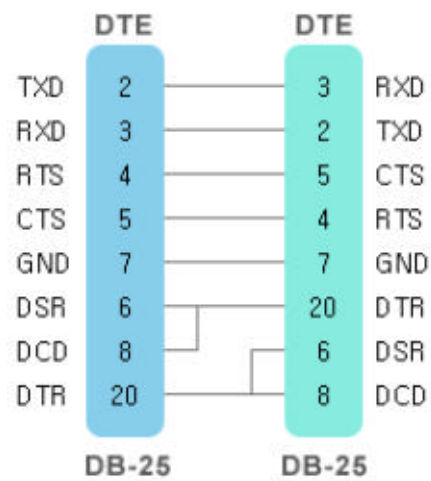 DTE DTE
TXD 2 3 RXD
RXD 3 2 TXD
RTS 4 5 CTS
CTS 5 4 RTS
GND 7 7 GND
DSR 6 20 DTR
DCD 8 6 DSR
DTR 20 8 DCD
DB-25 DB-25